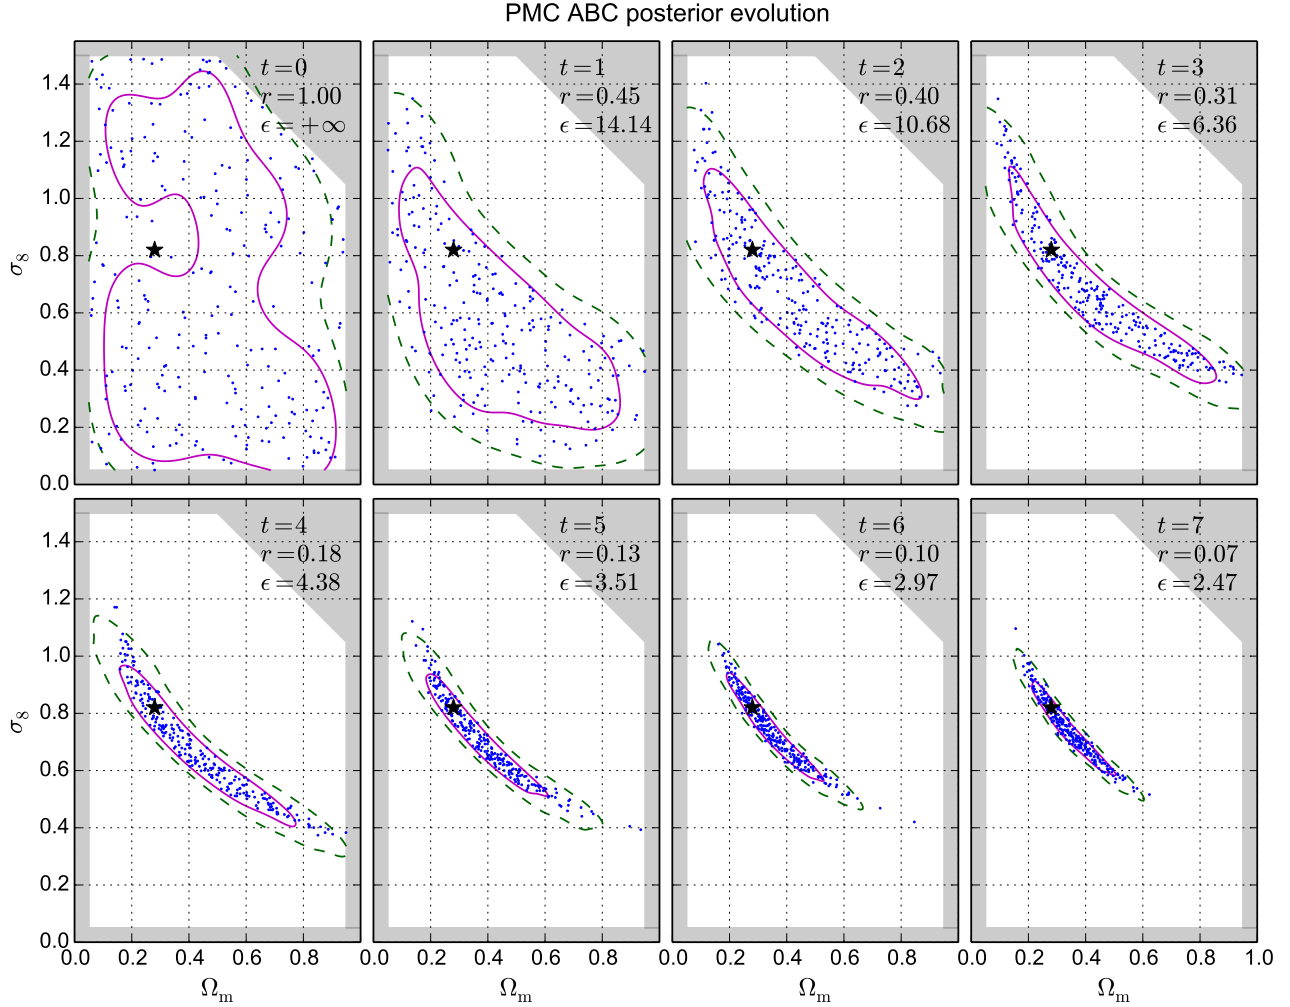 PMC ABC posterior evolution
t=0
r=1.00
ϵ=+∞
t=1
r=0.45
ϵ=14.14
t=2
r=0.40
ϵ=10.68
t=3
r=0.31
ϵ=6.36
1.4
1.2
1.0
0.8
0.6
0.4
0.2
0.0
σ8
t=4
r=0.18
ϵ=4.38
t=5
r=0.13
ϵ=3.51
t=6
r=0.10
ϵ=2.97
t=7
r=0.07
ϵ=2.47
1.4
1.2
1.0
0.8
0.6
0.4
0.2
0.0
σ8
0.0 0.2 0.4 0.6 0.8 0.0 0.2 0.4 0.6 0.8 0.0 0.2 0.4 0.6 0.8 0.0 0.2 0.4 0.6 0.8 1.0
Ωm Ωm Ωm Ωm